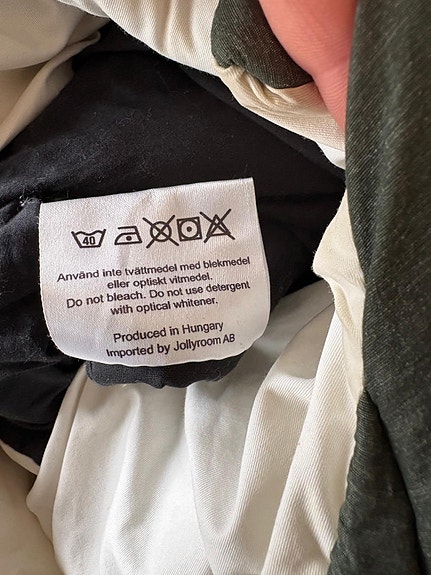 40
Använd inte tvättmedel med blekmedel
eller optiskt vitmedel.
Do not bleach. Do not use detergent
with optical whitener.
Produced in Hungary
Imported by Jollyroom AB